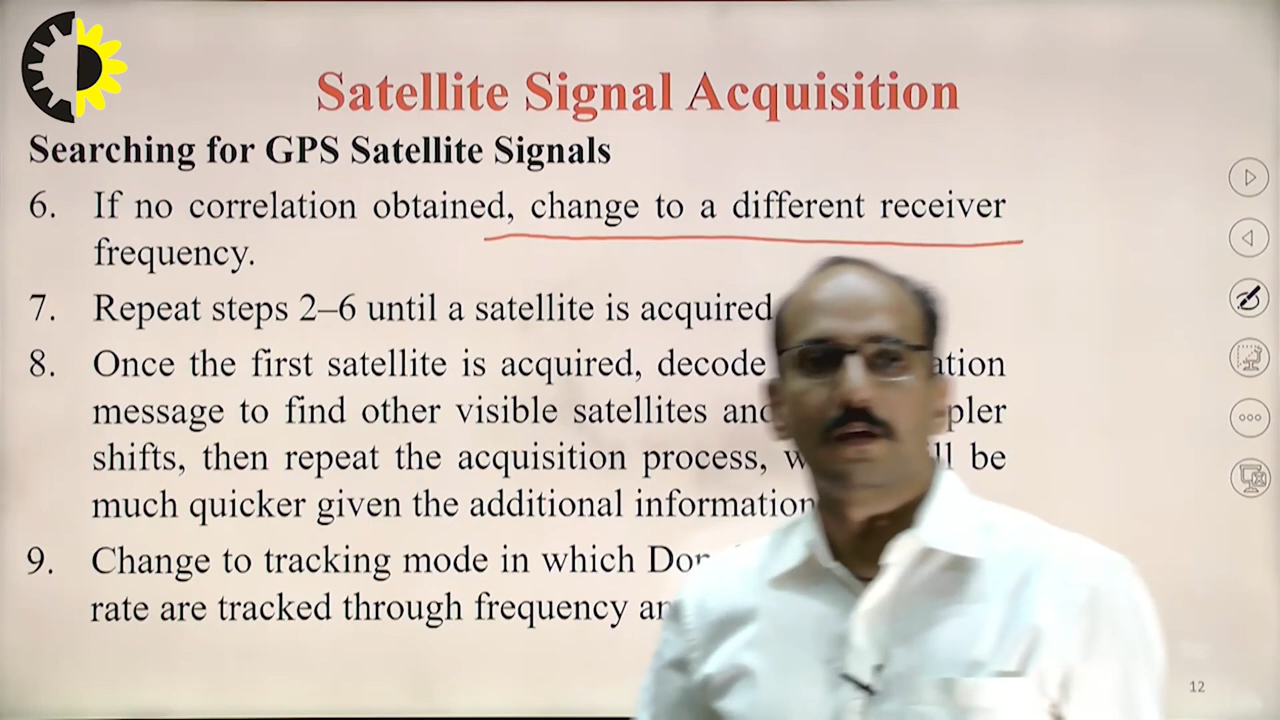 Satellite Signal Acquisition
Searching for GPS Satellite Signals
6. If no correlation obtained, change to a different receiver
frequency.
7. Repeat steps 2–6 until a satellite is acquired
8. Once the first satellite is acquired, decode
message to find other visible satellites and
shifts, then repeat the acquisition process, be
much quicker given the additional information
9. Change to tracking mode in which
rate are tracked through frequency
12